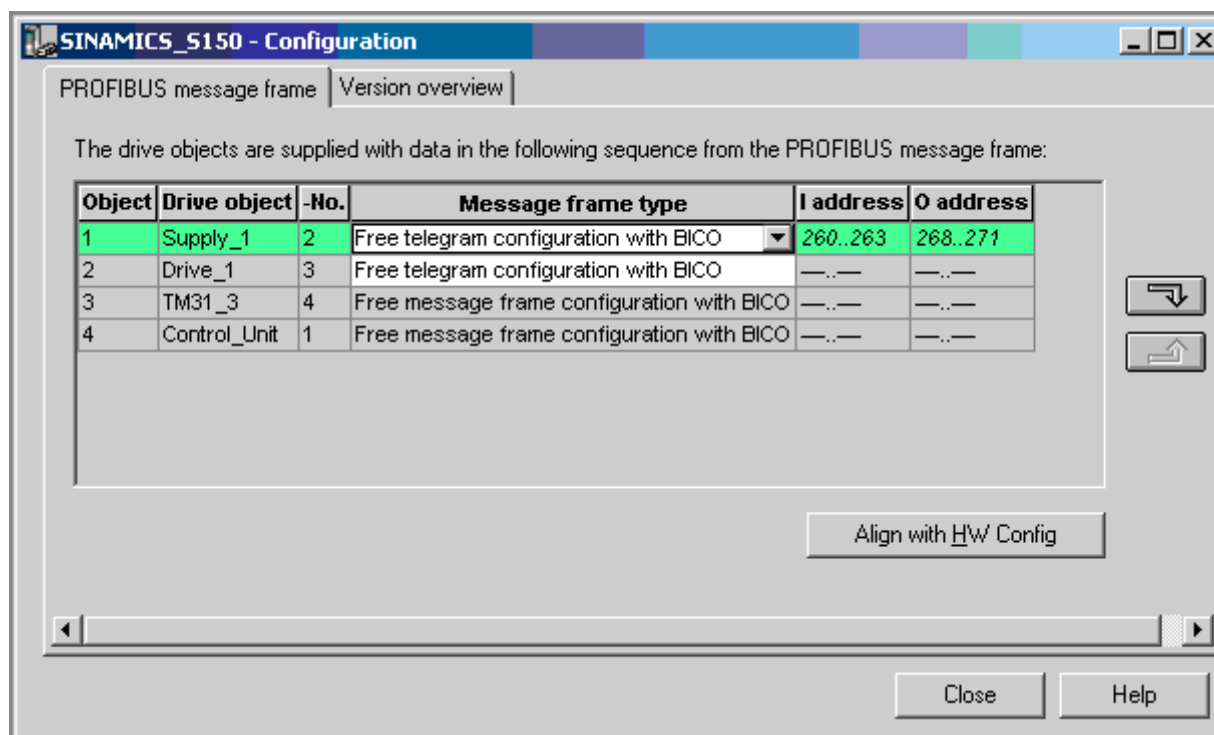 SINAMICS_S150 - Configuration
PROFIBUS message frame Version overview
The drive objects are supplied with data in the following sequence from the PROFIBUS message frame:
Object Drive object -No. Message frame type I address O address
1 Supply_1 2 Free telegram configuration with BICO 260..263 268..271
2 Drive_1 3 Free telegram configuration with BICO —..— —..—
3 TM31_3 4 Free message frame configuration with BICO —..— —..—
4 Control_Unit 1 Free message frame configuration with BICO —..— —..—
Align with HW Config
Close Help